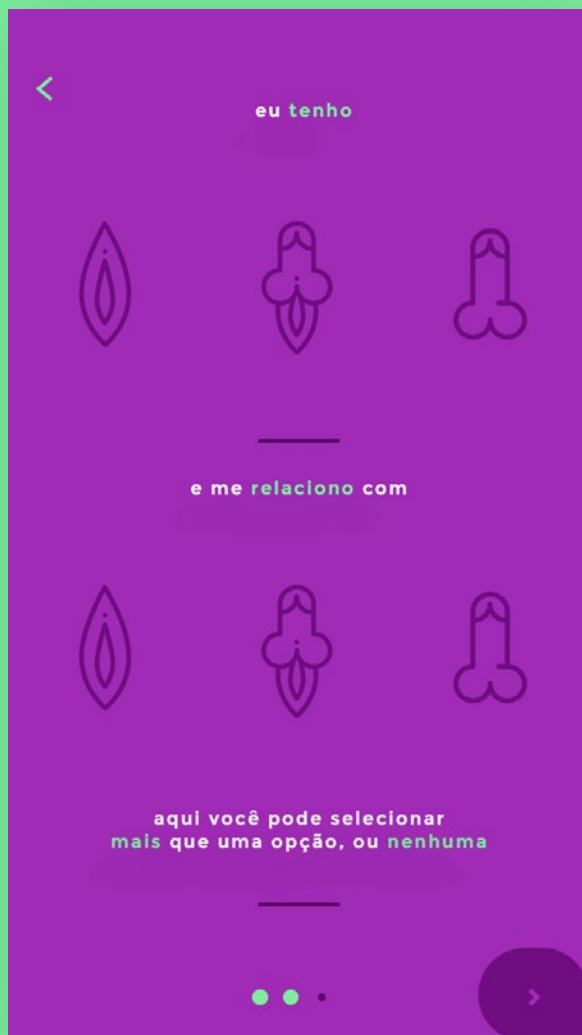 eu tenho
e me relaciono com
aqui você pode selecionar
mais que uma opção, ou nenhuma